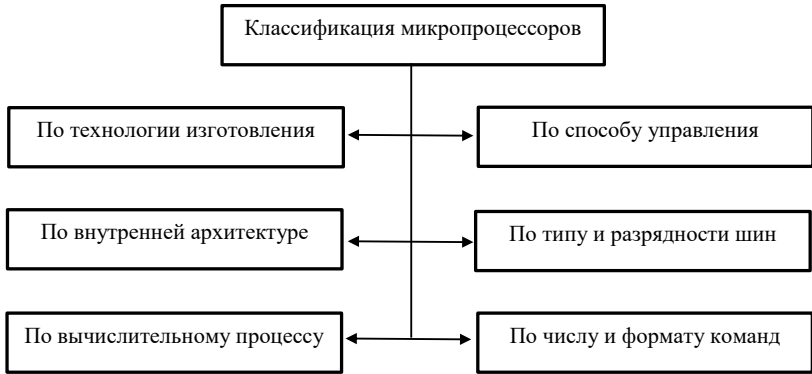 Классификация микропроцессоров
По технологии изготовления
По способу управления
По внутренней архитектуре
По типу и разрядности шин
По вычислительному процессу
По числу и формату команд